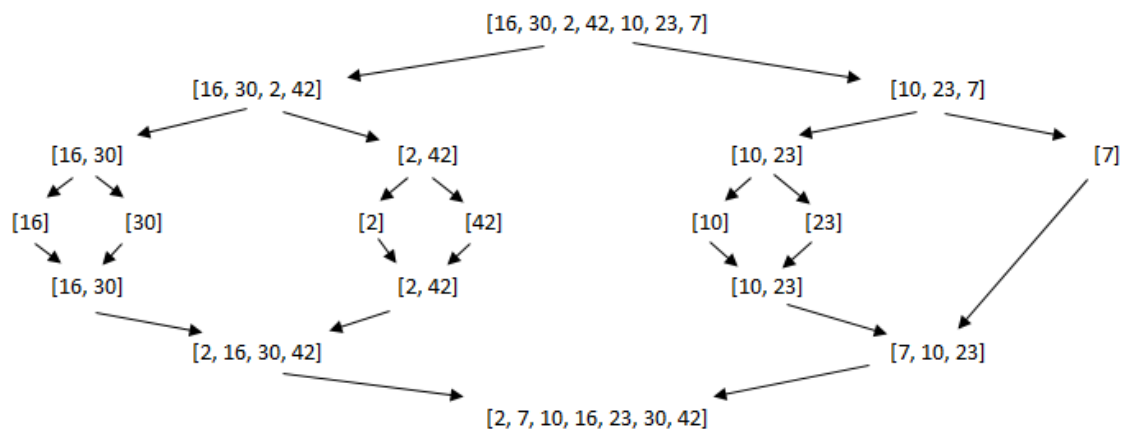 [16, 30, 2, 42, 10, 23, 7]
[16, 30, 2, 42]
[10, 23, 7]
[16, 30]
[2, 42]
[10, 23]
[7]
[16]
[30]
[2]
[42]
[10]
[23]
[16, 30]
[2, 42]
[10, 23]
[2, 16, 30, 42]
[7, 10, 23]
[2, 7, 10, 16, 23, 30, 42]